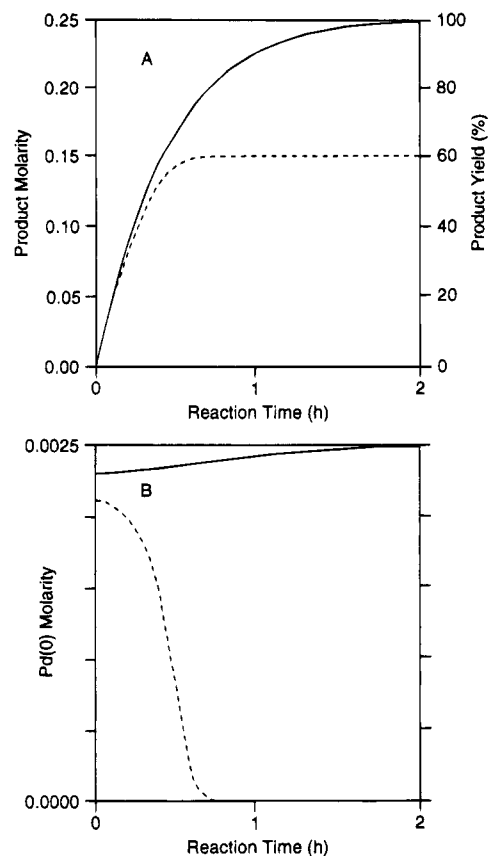 A
0.25
0.20
0.15
0.10
0.05
0.00
Product Molarity
100
80
60
40
20
0
Product Yield (%)
0
1
2
Reaction Time (h)
B
0.0025
0.0000
Pd(0) Molarity
0
1
2
Reaction Time (h)